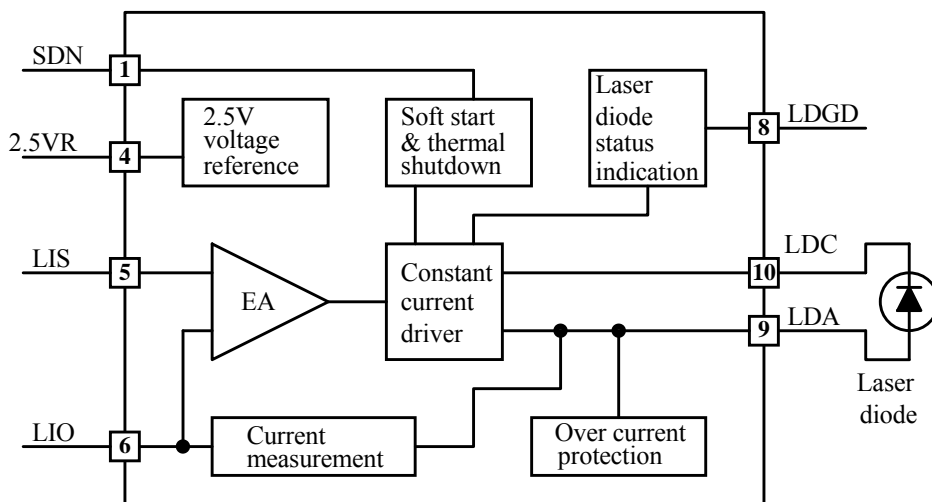 SDN
1
2.5VR
4
2.5V
voltage
reference
Soft start
& thermal
shutdown
Laser
diode
status
indication
8
LDGD
LIS
5
EA
Constant
current
driver
LDC
10
9
LDA
Laser
diode
LIO
6
Current
measurement
Over current
protection